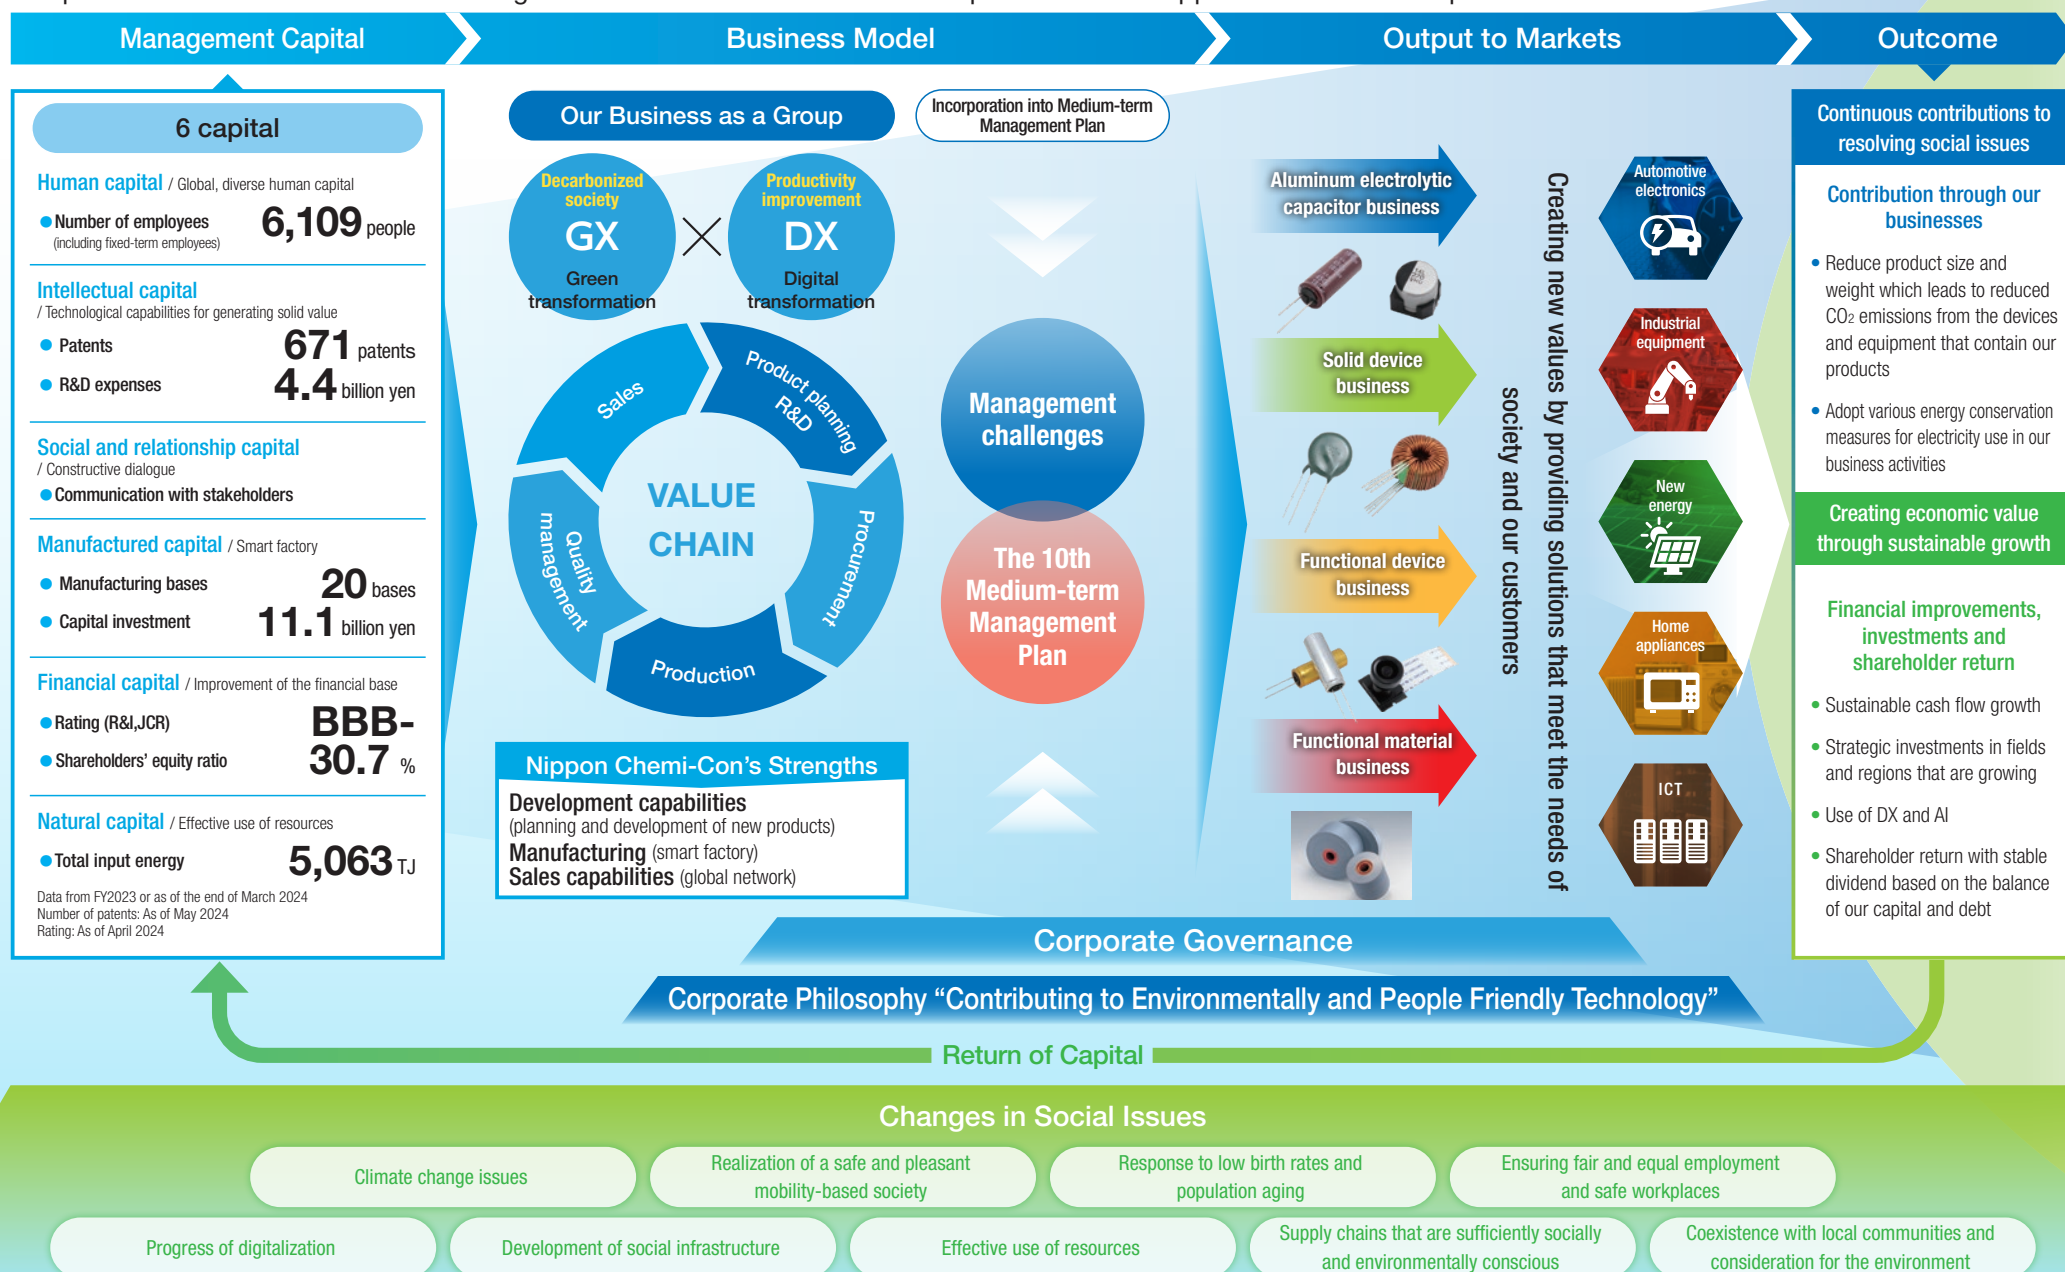 Management Capital
Business Model
Output to Markets
Outcome
6 capital
Human capital / Global, diverse human capital
● Number of employees
(including fixed-term employees)
6,109 people
Intellectual capital
/ Technological capabilities for generating solid value
● Patents
671 patents
● R&D expenses
4.4 billion yen
Social and relationship capital
/ Constructive dialogue
● Communication with stakeholders
Manufactured capital / Smart factory
● Manufacturing bases
20 bases
● Capital investment
11.1 billion yen
Financial capital / Improvement of the financial base
● Rating (R&I,JCR)
BBB-
● Shareholders' equity ratio
30.7 %
Natural capital / Effective use of resources
● Total input energy
5,063 TJ
Data from FY2023 or as of the end of March 2024
Number of patents: As of May 2024
Rating: As of April 2024
Our Business as a Group
Decarbonized
society
GX
Green
transformation
Productivity
improvement
DX
Digital
transformation
Sales
Product planning
R&D
Procurement
Production
Quality
management
VALUE
CHAIN
Nippon Chemi-Con's Strengths
Development capabilities
(planning and development of new products)
Manufacturing (smart factory)
Sales capabilities (global network)
Incorporation into Medium-term
Management Plan
Management
challenges
The 10th
Medium-term
Management
Plan
Aluminum electrolytic
capacitor business
Solid device
business
Functional device
business
Functional material
business
Creating new values by providing solutions that meet the needs of
society and our customers
Automotive
electronics
Industrial
equipment
New
energy
Home
appliances
ICT
Continuous contributions to
resolving social issues
Contribution through our
businesses
• Reduce product size and
weight which leads to reduced
CO₂ emissions from the devices
and equipment that contain our
products
• Adopt various energy conservation
measures for electricity use in our
business activities
Creating economic value
through sustainable growth
Financial improvements,
investments and
shareholder return
• Sustainable cash flow growth
• Strategic investments in fields
and regions that are growing
• Use of DX and AI
• Shareholder return with stable
dividend based on the balance
of our capital and debt
Corporate Governance
Corporate Philosophy “Contributing to Environmentally and People Friendly Technology”
Return of Capital
Changes in Social Issues
Climate change issues
Realization of a safe and pleasant
mobility-based society
Response to low birth rates and
population aging
Ensuring fair and equal employment
and safe workplaces
Progress of digitalization
Development of social infrastructure
Effective use of resources
Supply chains that are sufficiently socially
and environmentally conscious
Coexistence with local communities and
consideration for the environment